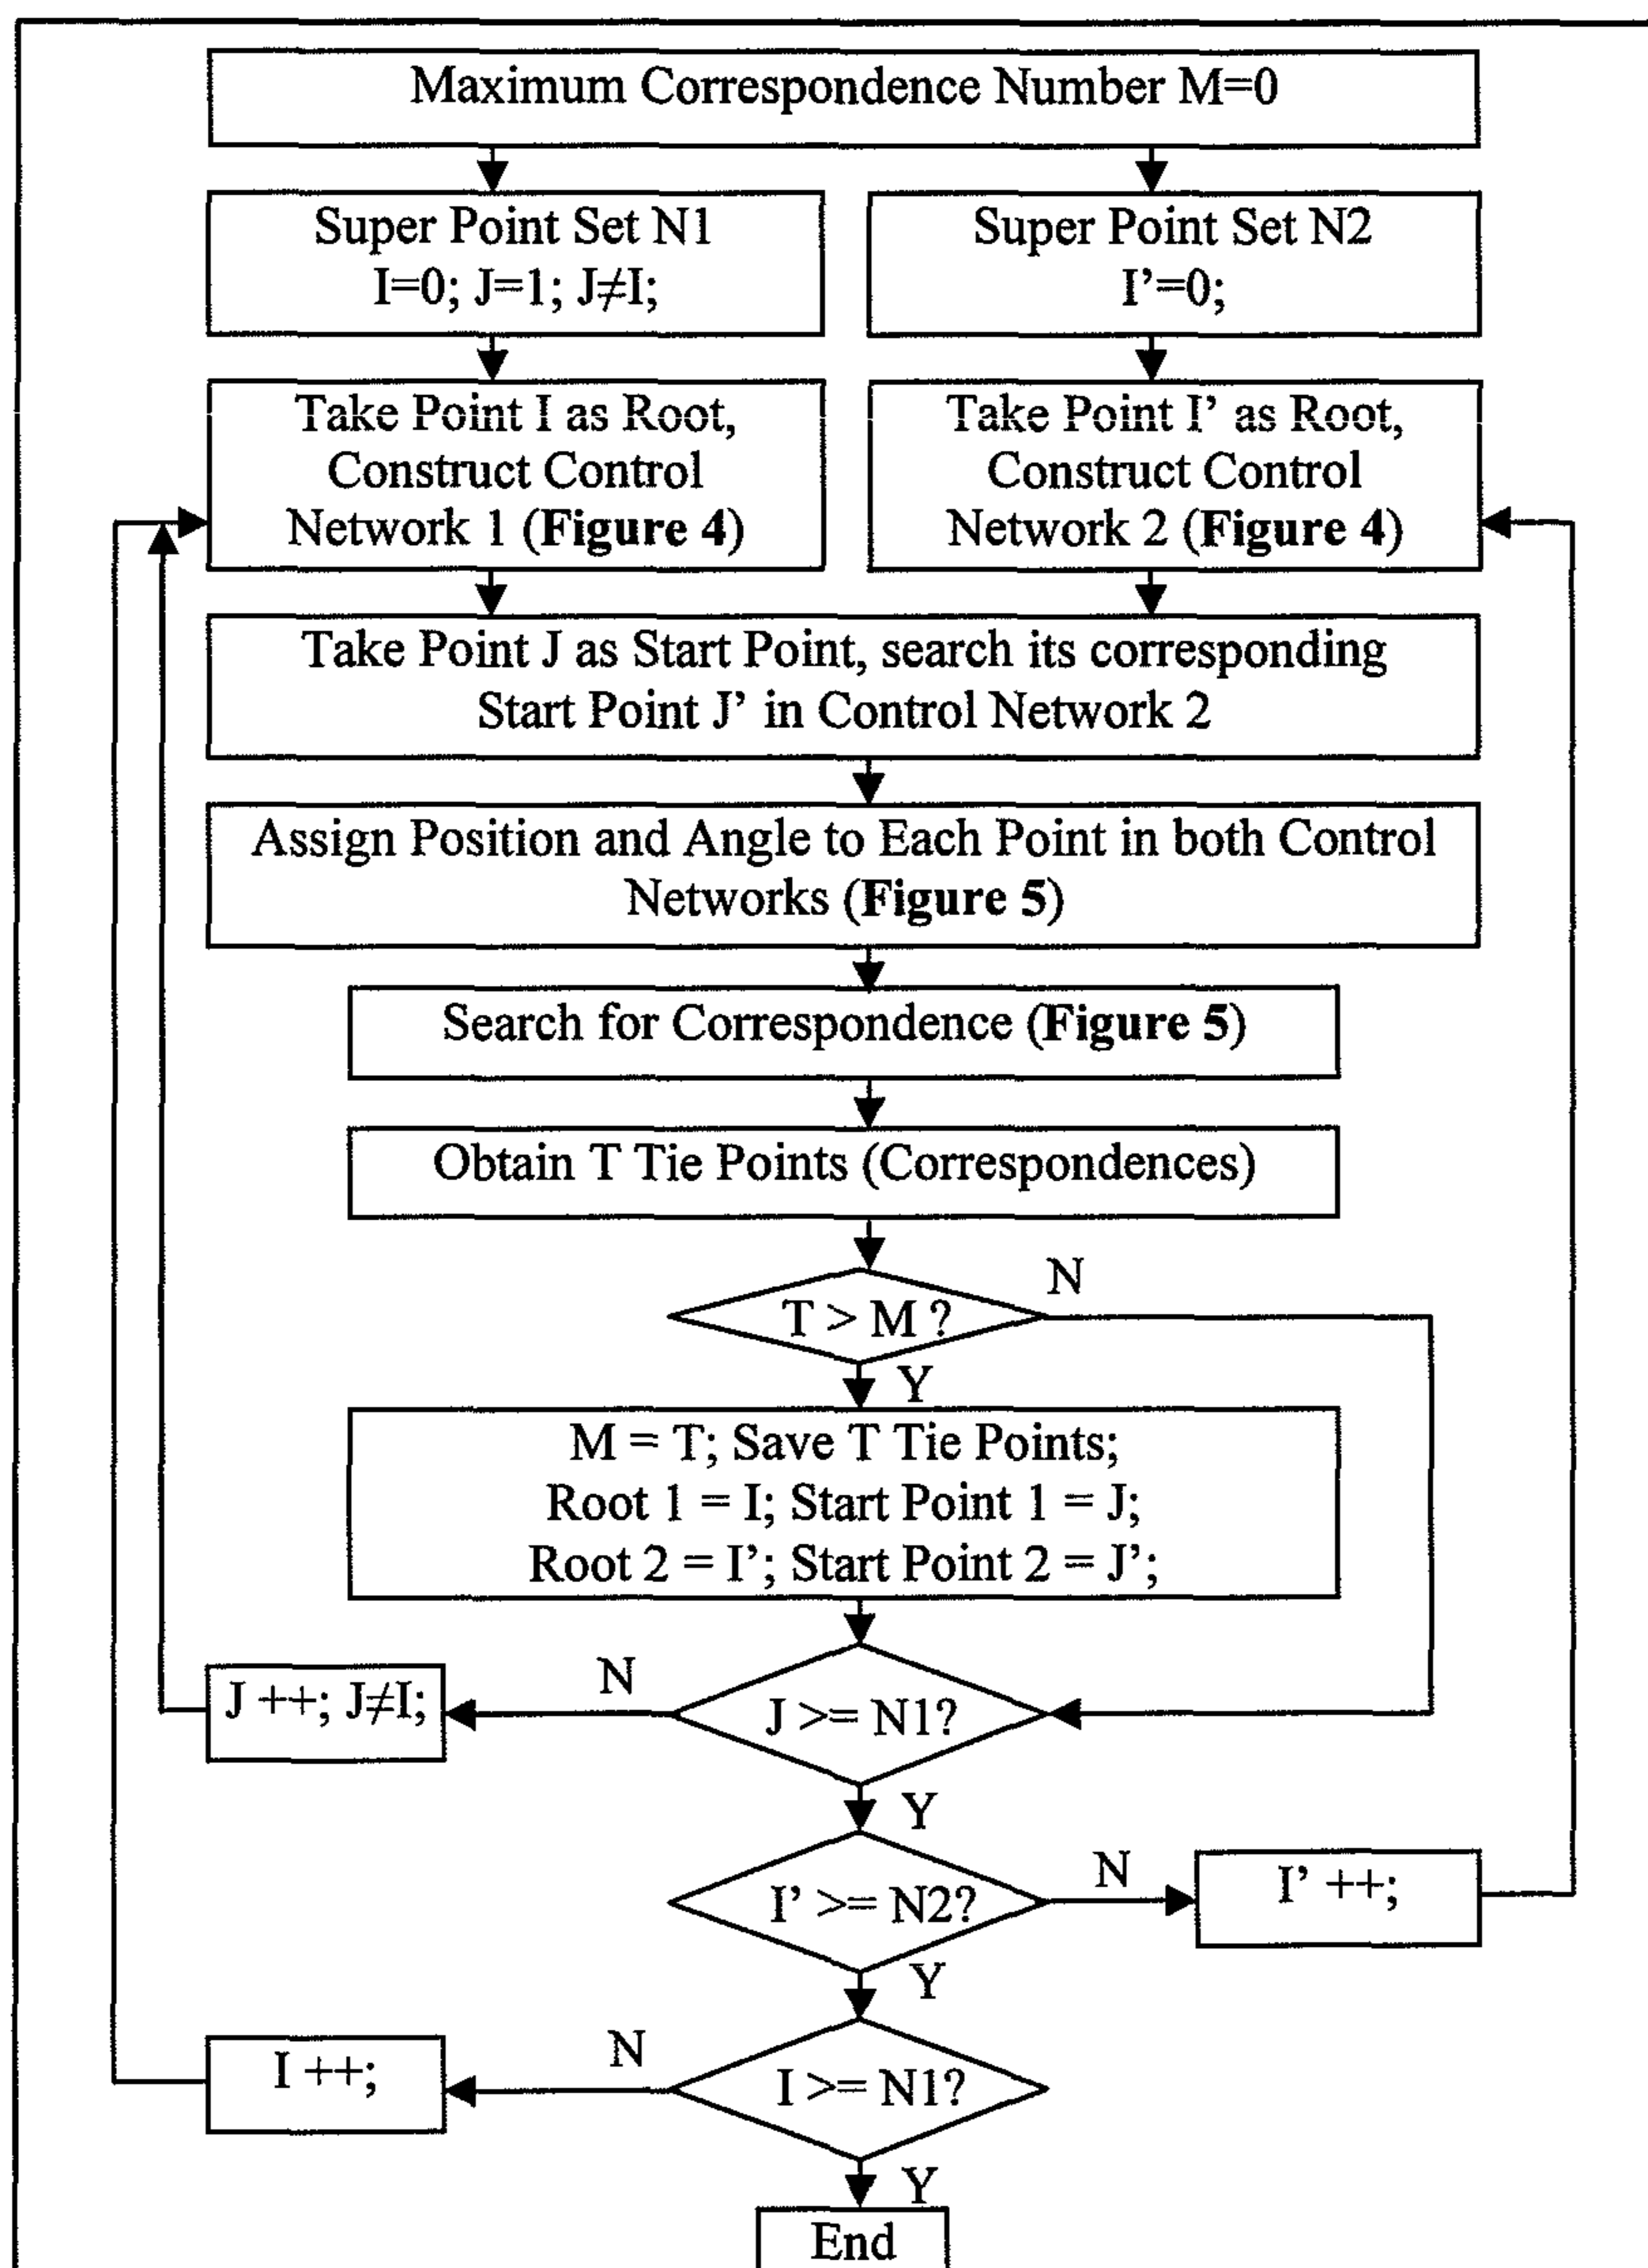 Maximum Correspondence Number M=0
Super Point Set N1
I=0; J=1; J≠I;
Super Point Set N2
I’=0;
Take Point I as Root,
Construct Control
Network 1 (Figure 4)
Take Point I’ as Root,
Construct Control
Network 2 (Figure 4)
Take Point J as Start Point, search its corresponding
Start Point J’ in Control Network 2
Assign Position and Angle to Each Point in both Control
Networks (Figure 5)
Search for Correspondence (Figure 5)
Obtain T Tie Points (Correspondences)
N
T > M ?
Y
M = T; Save T Tie Points;
Root 1 = I; Start Point 1 = J;
Root 2 = I’; Start Point 2 = J’;
J ++; J≠I;
N
J >= N1?
Y
I’ >= N2?
N
I’ ++;
Y
I ++;
N
I >= N1?
Y
End